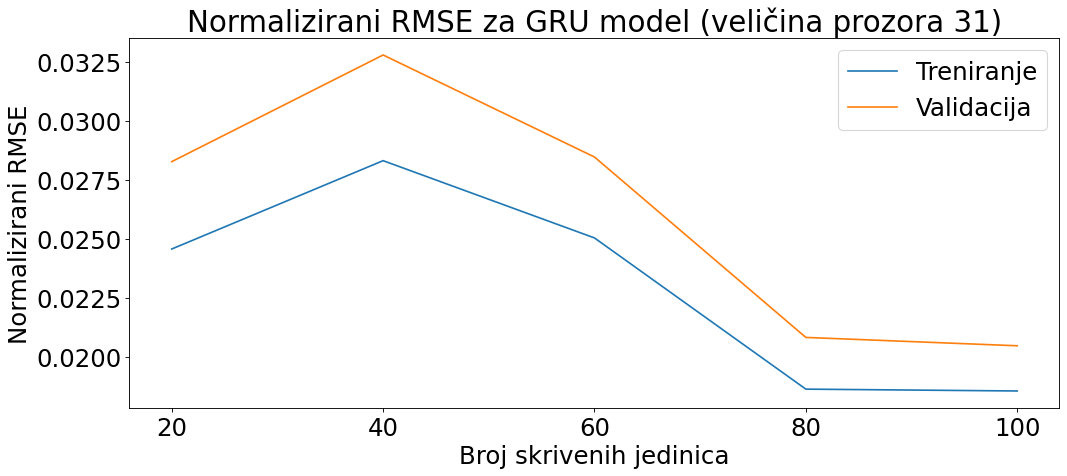 Normalizirani RMSE za GRU model (veličina prozora 31)
Treniranje
Validacija
Normalizirani RMSE
0.0325
0.0300
0.0275
0.0250
0.0225
0.0200
20 40 60 80 100
Broj skrivenih jedinica